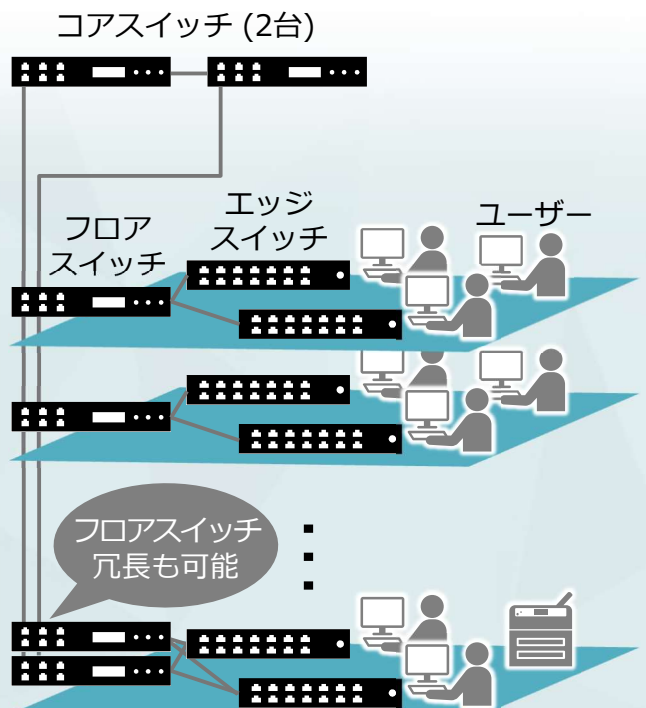 コアスイッチ (2台)
フロア
スイッチ
エッジ
スイッチ
ユーザー
フロアスイッチ
冗長も可能